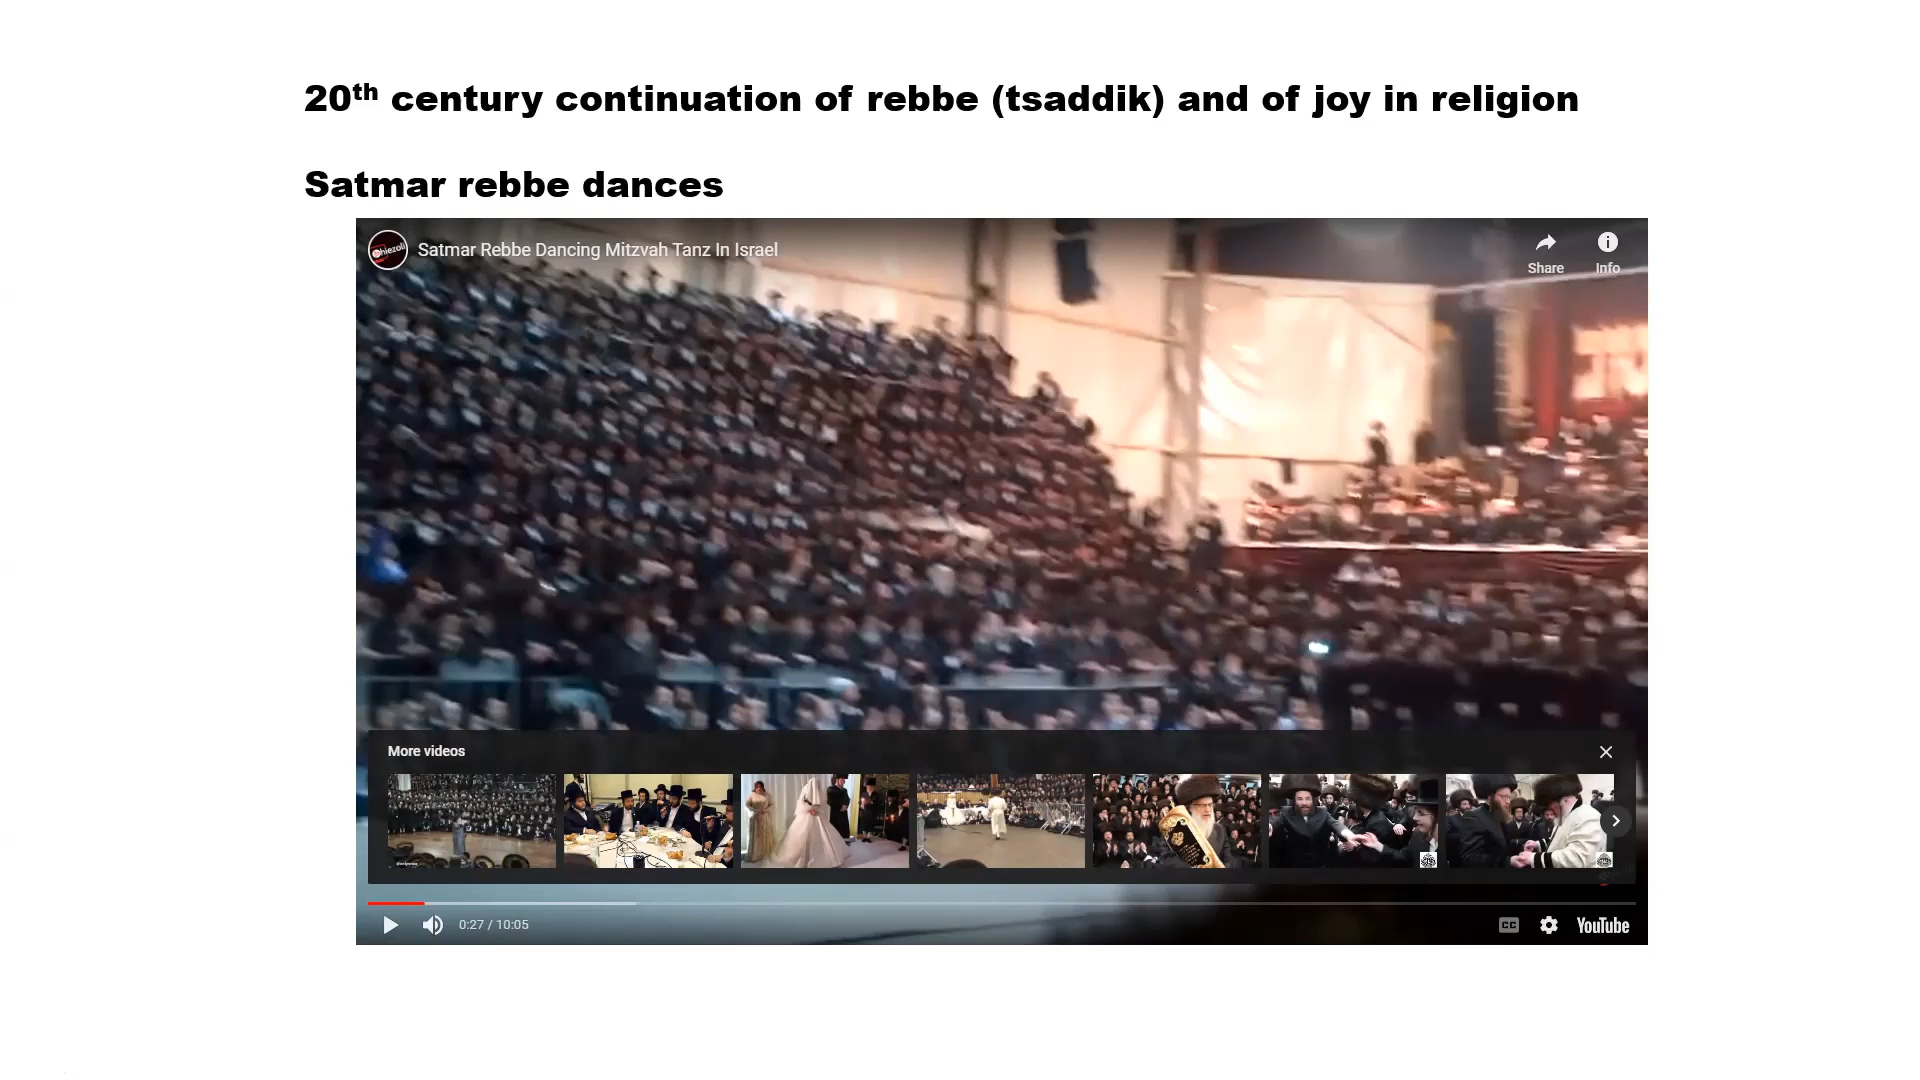 20th century continuation of rebbe (tsaddik) and of joy in religion
Satmar rebbe dances
Satmar Rebbe Dancing Mitzvah Tanz In Israel
Share
Info
More videos
0:27 / 10:05
CC
YouTube